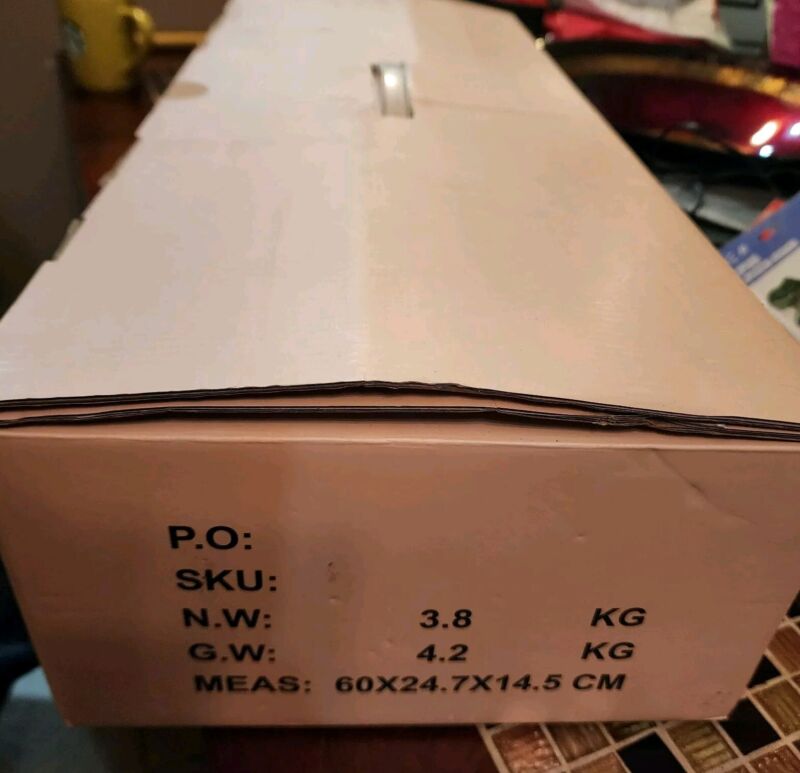 P.O:
SKU:
N.W: 3.8 KG
G.W: 4.2 KG
MEAS: 60X24.7X14.5 CM